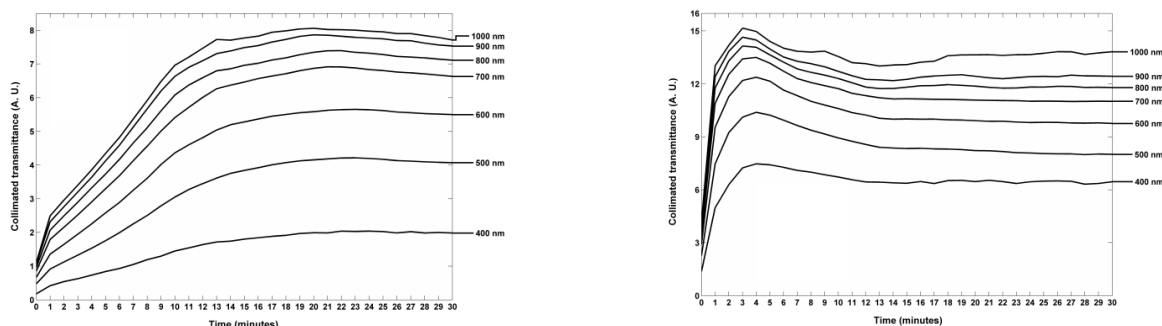 Collimated transmittance (A. U.)
8
7
6
5
4
3
2
1
0
1000 nm
900 nm
800 nm
700 nm
600 nm
500 nm
400 nm
0 1 2 3 4 5 6 7 8 9 10 11 12 13 14 15 16 17 18 19 20 21 22 23 24 25 26 27 28 29 30
Time (minutes)
Collimated transmittance (A. U.)
16
15
12
9
6
3
0
1000 nm
900 nm
800 nm
700 nm
600 nm
500 nm
400 nm
0 1 2 3 4 5 6 7 8 9 10 11 12 13 14 15 16 17 18 19 20 21 22 23 24 25 26 27 28 29 30
Time (minutes)